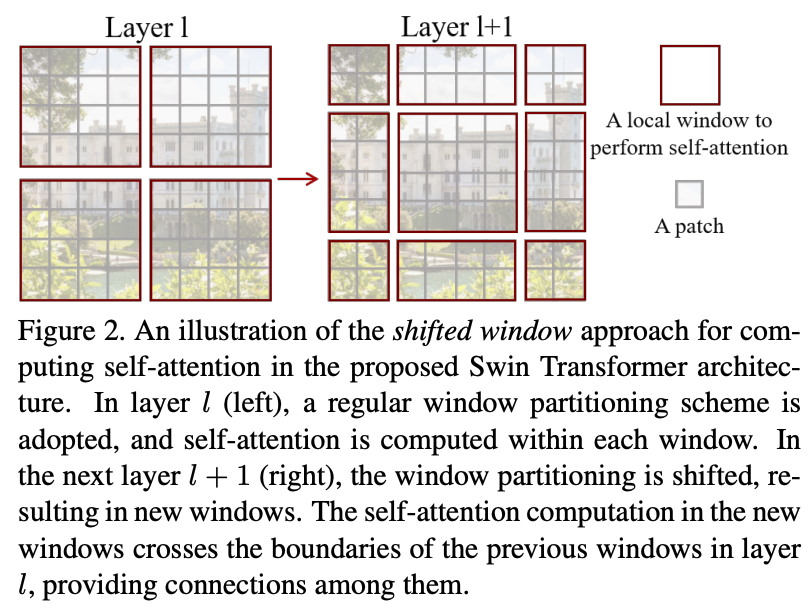 Layer l
Layer l+1
A local window to
perform self-attention
A patch
Figure 2. An illustration of the shifted window approach for com-
puting self-attention in the proposed Swin Transformer architec-
ture. In layer l (left), a regular window partitioning scheme is
adopted, and self-attention is computed within each window. In
the next layer l + 1 (right), the window partitioning is shifted, re-
sulting in new windows. The self-attention computation in the new
windows crosses the boundaries of the previous windows in layer
l, providing connections among them.